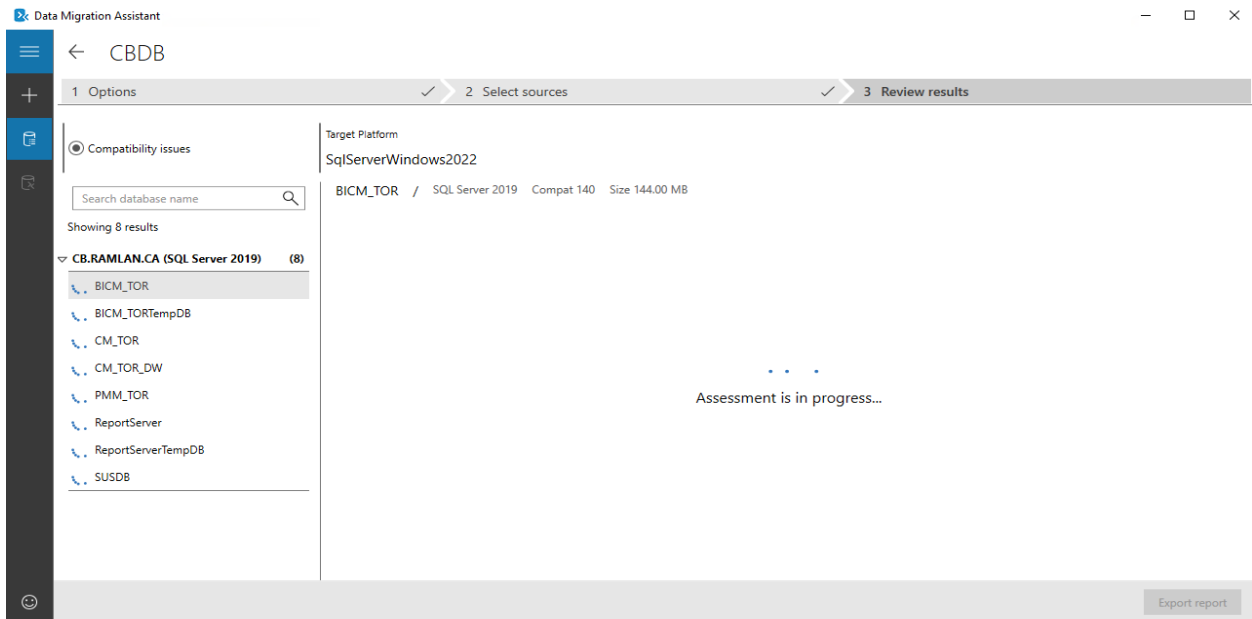 Data Migration Assistant
CBDB
1 Options
2 Select sources
3 Review results
Compatibility issues
Search database name
Showing 8 results
CB.RAMLAN.CA (SQL Server 2019) (8)
BICM_TOR
BICM_TORTempDB
CM_TOR
CM_TOR_DW
PMM_TOR
ReportServer
ReportServerTempDB
SUSDB
Target Platform
SqlServerWindows2022
BICM_TOR / SQL Server 2019 Compat 140 Size 144.00 MB
Assessment is in progress...
Export report